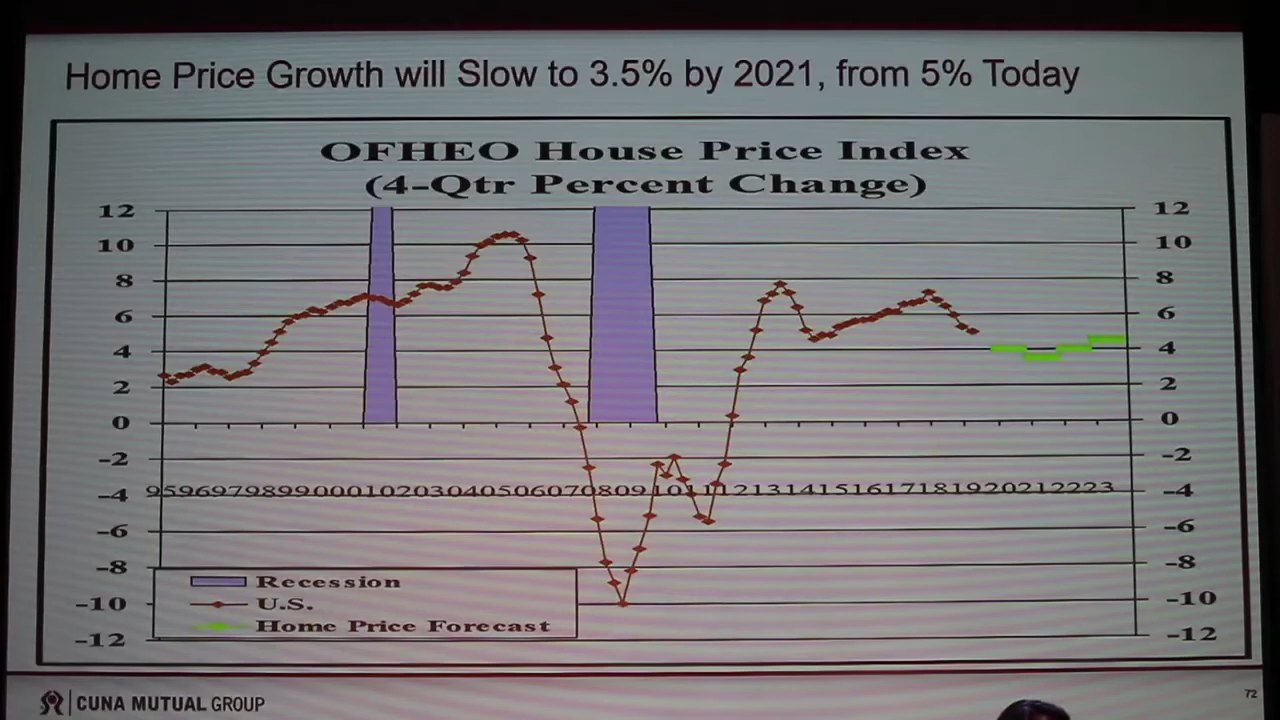 Home Price Growth will Slow to 3.5% by 2021, from 5% Today
OFHEO House Price Index
(4-Qtr Percent Change)
12 12
10 10
8 8
6 6
4 4
2 2
0 0
-2 -2
-4 9596979899000102030405060708091011121314151617181920212223 -4
-6 -6
-8 -8
-10 -10
-12 -12
Recession
U.S.
Home Price Forecast
CUNA MUTUAL GROUP
72